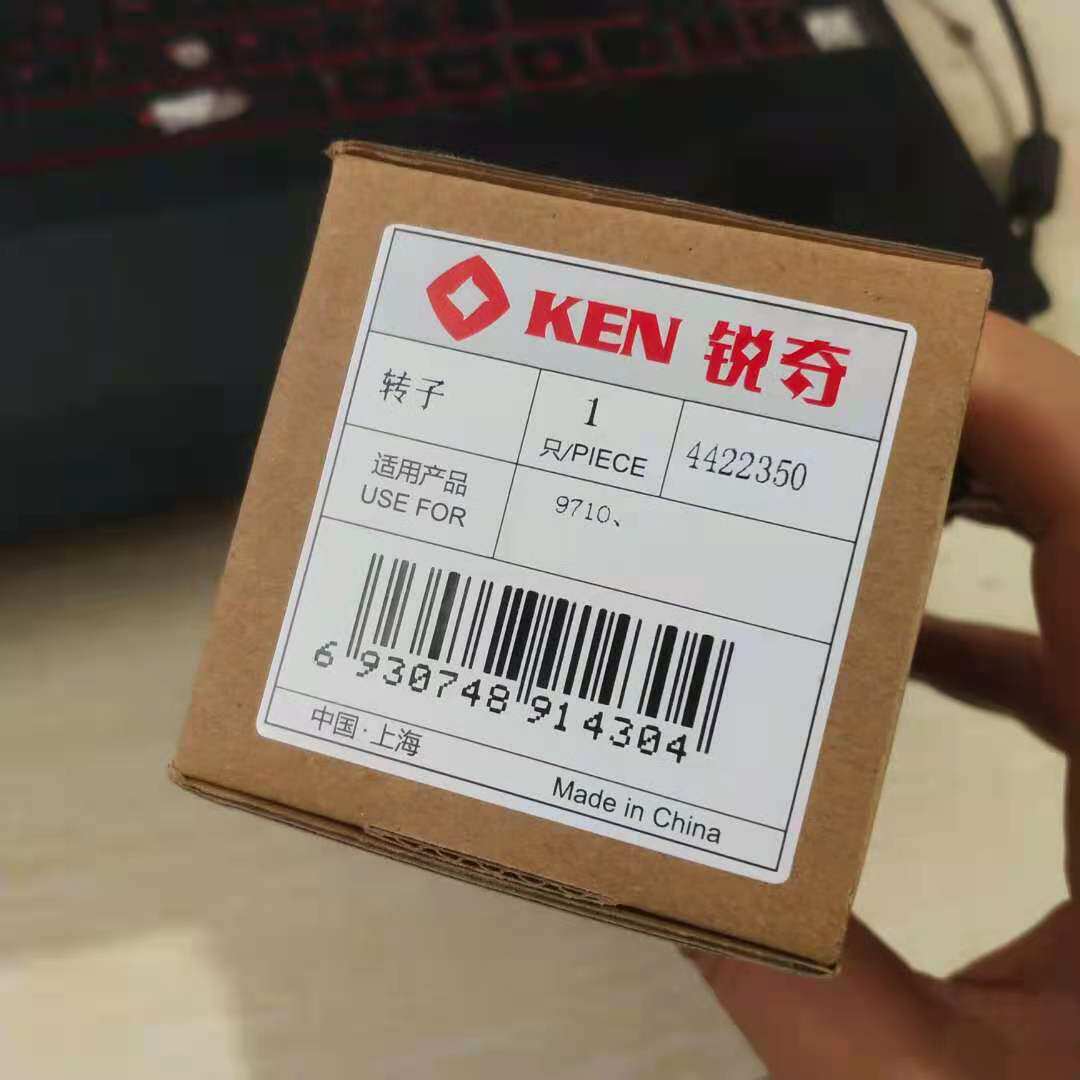 KEN 锐夯
转子
1
只/PIECE
4422350
适用产品
USE FOR
9710、
6 930748 914304
中国·上海
Made in China